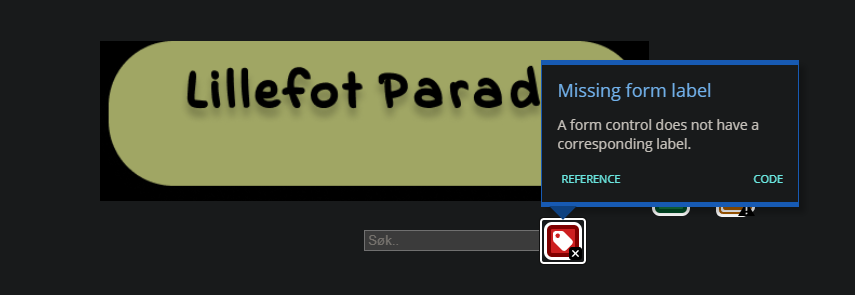 Lillefot Parad
Missing form label
A form control does not have a
corresponding label.
REFERENCE CODE
Søk..